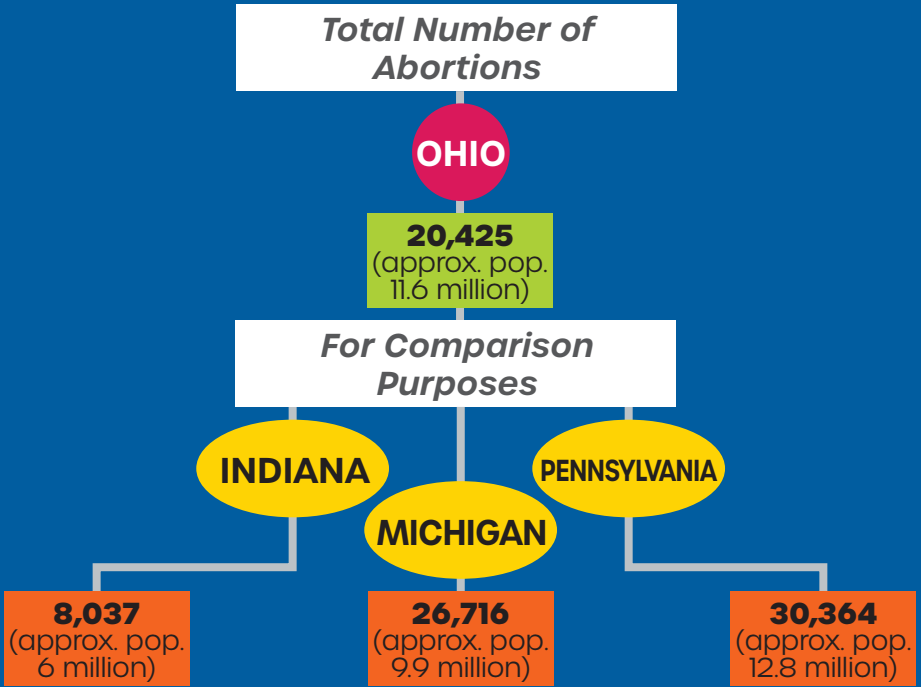 Total Number of
Abortions
OHIO
20,425
(approx. pop.
11.6 million)
For Comparison
Purposes
INDIANA
PENNSYLVANIA
MICHIGAN
8,037
(approx. pop.
6 million)
26,716
(approx. pop.
9.9 million)
30,364
(approx. pop.
12.8 million)